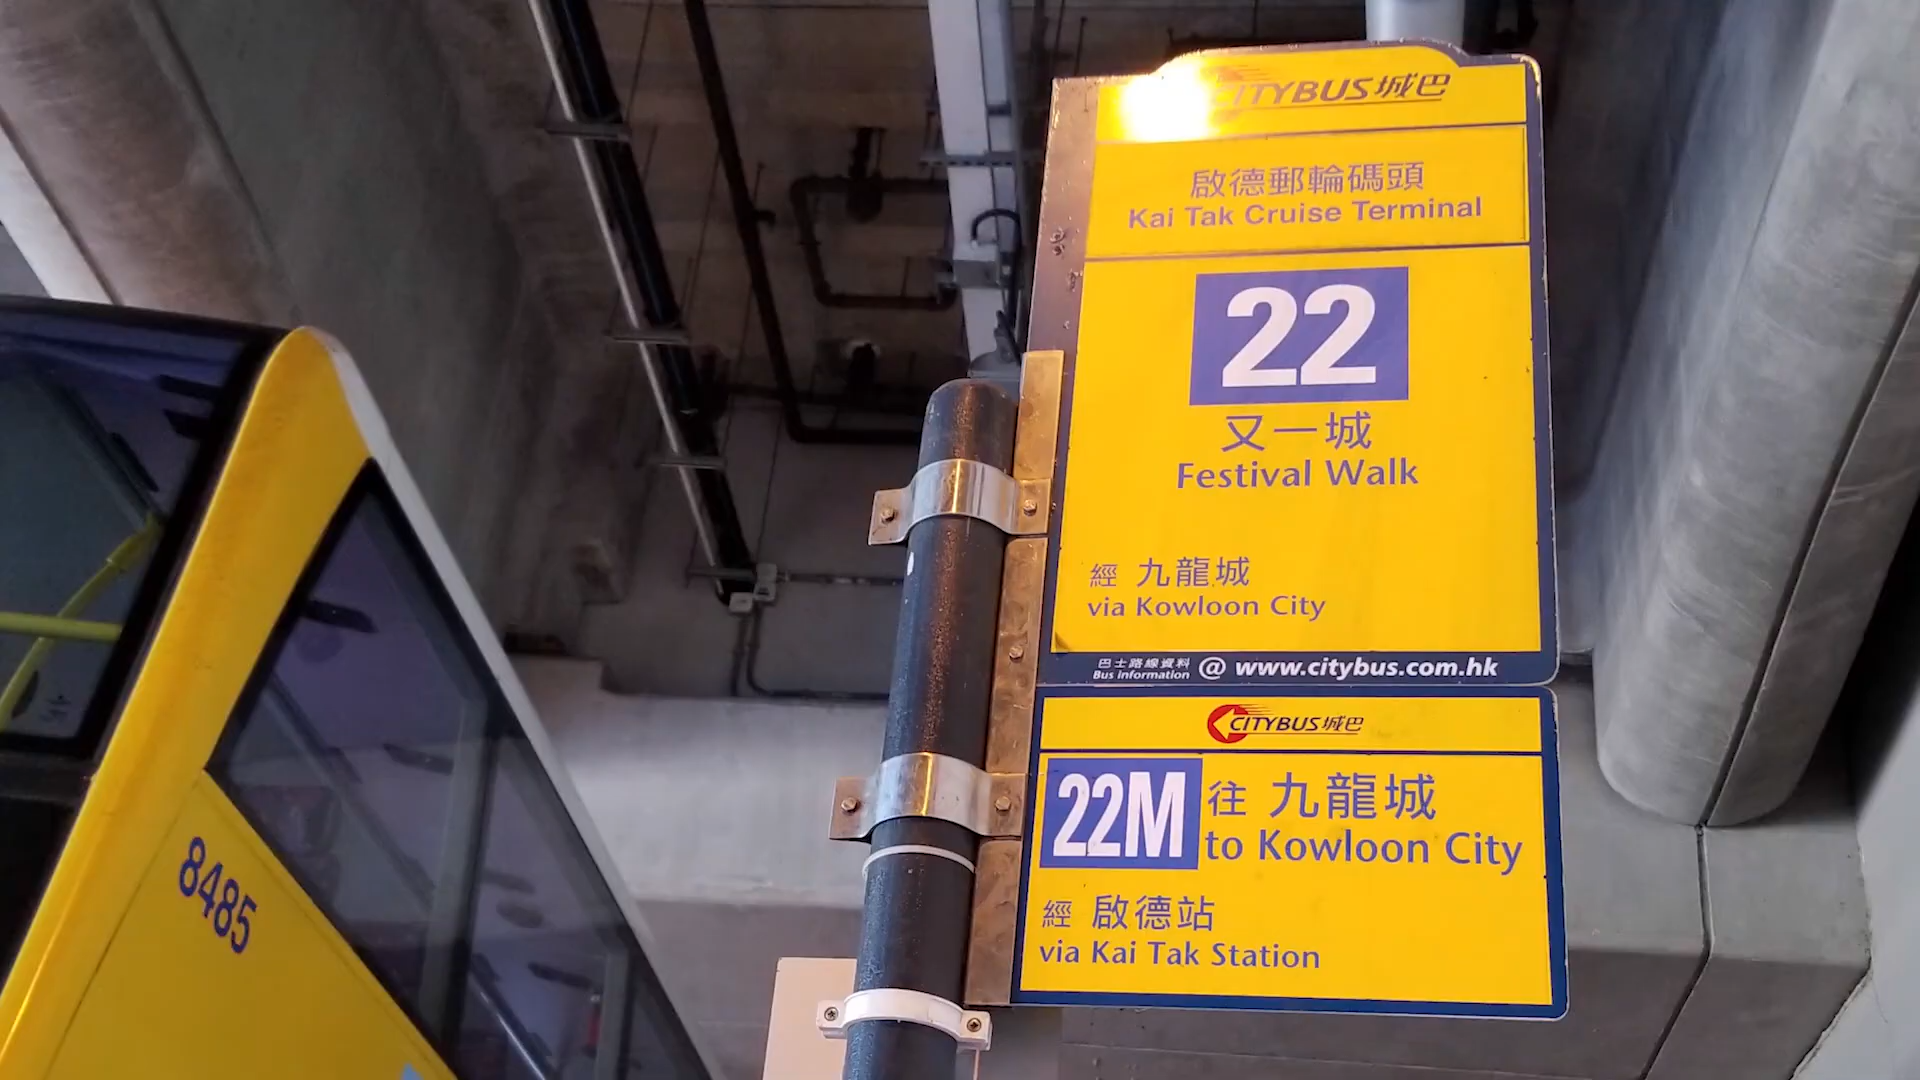 CITYBUS 城巴
啟德郵輪碼頭
Kai Tak Cruise Terminal
22
又一城
Festival Walk
經 九龍城
via Kowloon City
巴士路線資料
Bus information @ www.citybus.com.hk
CITYBUS 城巴
22M 往 九龍城
to Kowloon City
經 啟德站
via Kai Tak Station
8485